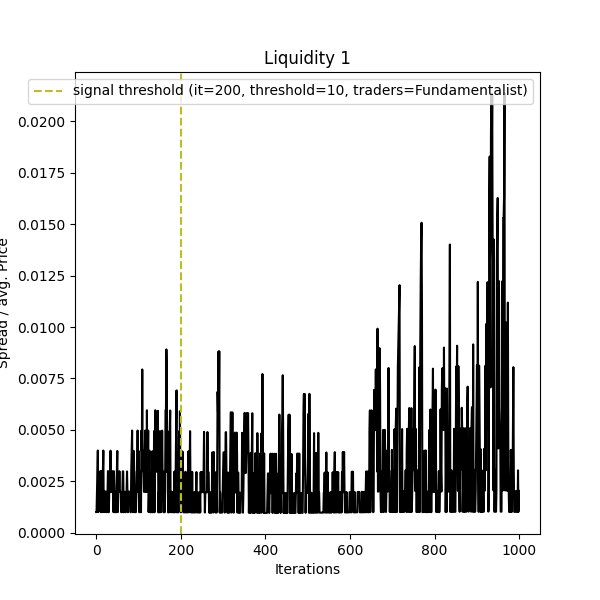 Liquidity 1
signal threshold (it=200, threshold=10, traders=Fundamentalist)
0.0200
0.0175
0.0150
0.0125
0.0100
0.0075
0.0050
0.0025
0.0000
Spread / avg. Price
0 200 400 600 800 1000
Iterations